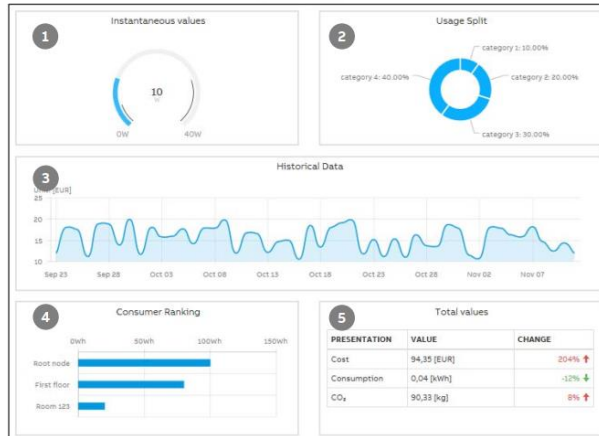 1
Instantaneous values
10
W
0W
40W
2
Usage Split
category 1: 10.00%
category 2: 20.00%
category 3: 30.00%
category 4: 40.00%
3
Historical Data
[EUR]
25
20
15
10
Sep 23
Sep 28
Oct 03
Oct 08
Oct 13
Oct 18
Oct 23
Oct 28
Nov 02
Nov 07
4
Consumer Ranking
0Wh
50Wh
100Wh
150Wh
Root node
First floor
Room 123
5
Total values
PRESENTATION VALUE CHANGE
Cost 94,35 [EUR] 204% ↑
Consumption 0,04 [kWh] -12% ↓
CO₂ 90,33 [kg] 8% ↑